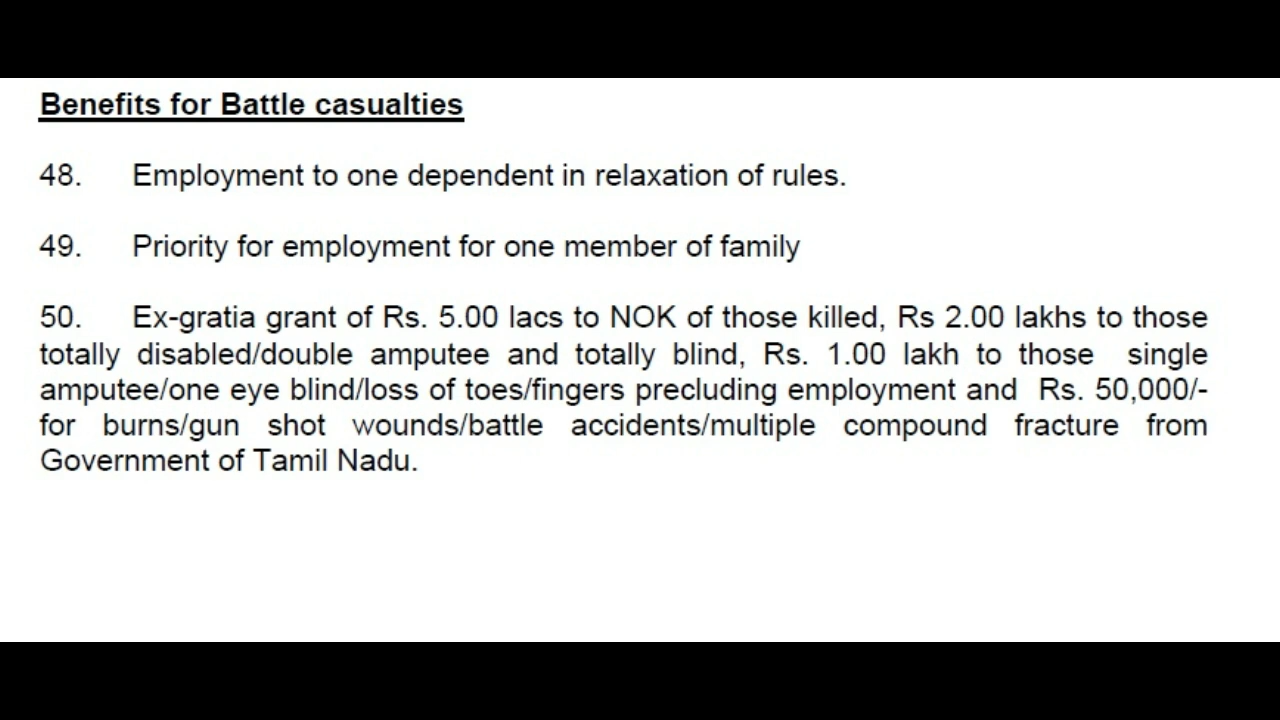 Benefits for Battle casualties
48. Employment to one dependent in relaxation of rules.
49. Priority for employment for one member of family
50. Ex-gratia grant of Rs. 5.00 lacs to NOK of those killed, Rs 2.00 lakhs to those
totally disabled/double amputee and totally blind, Rs. 1.00 lakh to those single
amputee/one eye blind/loss of toes/fingers precluding employment and Rs. 50,000/-
for burns/gun shot wounds/battle accidents/multiple compound fracture from
Government of Tamil Nadu.